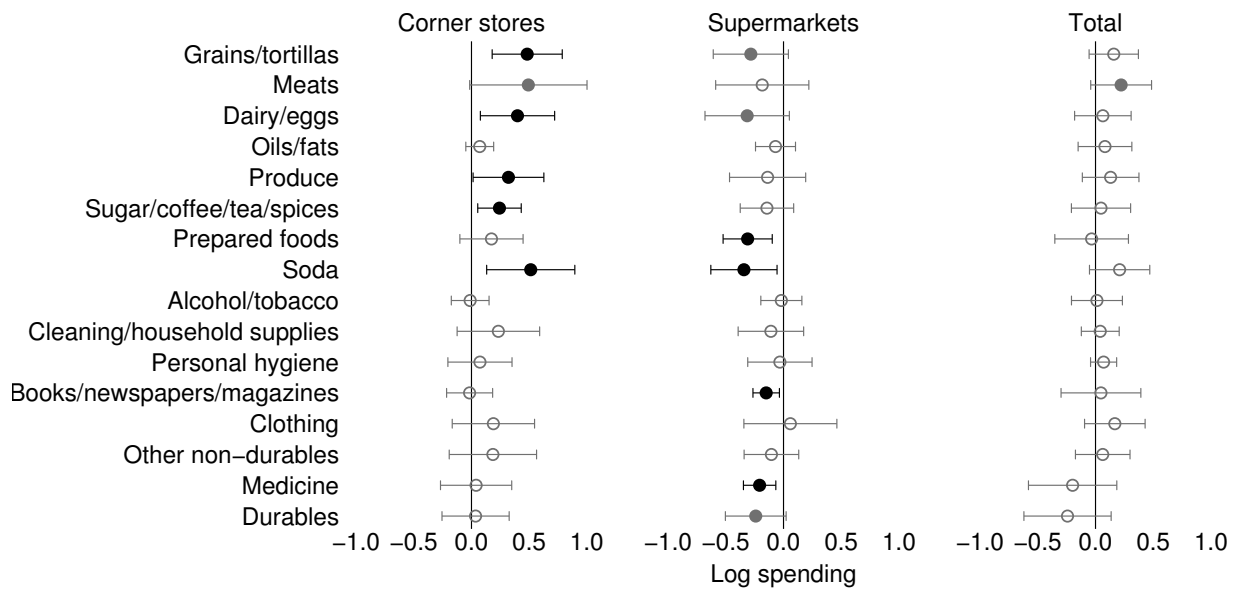 Corner stores Supermarkets Total
Grains/tortillas
Meats
Dairy/eggs
Oils/fats
Produce
Sugar/coffee/tea/spices
Prepared foods
Soda
Alcohol/tobacco
Cleaning/household supplies
Personal hygiene
Books/newspapers/magazines
Clothing
Other non−durables
Medicine
Durables
−1.0 −0.5 0.0 0.5 1.0 −1.0 −0.5 0.0 0.5 1.0 −1.0 −0.5 0.0 0.5 1.0
Log spending